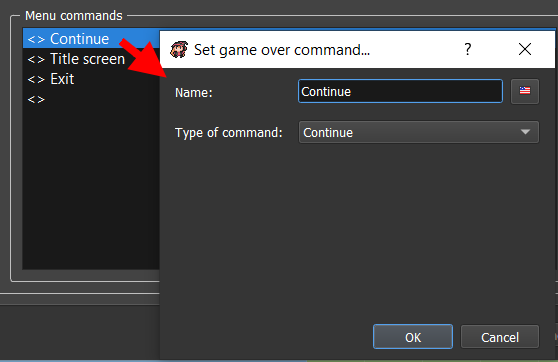 Menu commands
<> Continue
<> Title screen
<> Exit
<>
Set game over command...
?
Name:
Continue
Type of command:
Continue
OK
Cancel